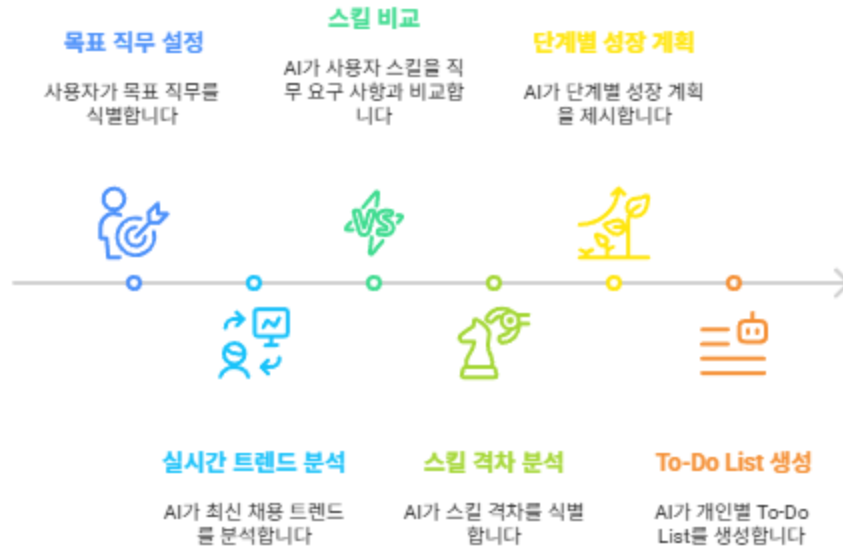 목표 직무 설정
사용자가 목표 직무를
식별합니다
스킬 비교
AI가 사용자 스킬을 직
무 요구 사항과 비교합
니다
단계별 성장 계획
AI가 단계별 성장 계획
을 제시합니다
VS
실시간 트렌드 분석
AI가 최신 채용 트렌드
를 분석합니다
스킬 격차 분석
AI가 스킬 격차를 식별
합니다
To-Do List 생성
AI가 개인별 To-Do
List를 생성합니다